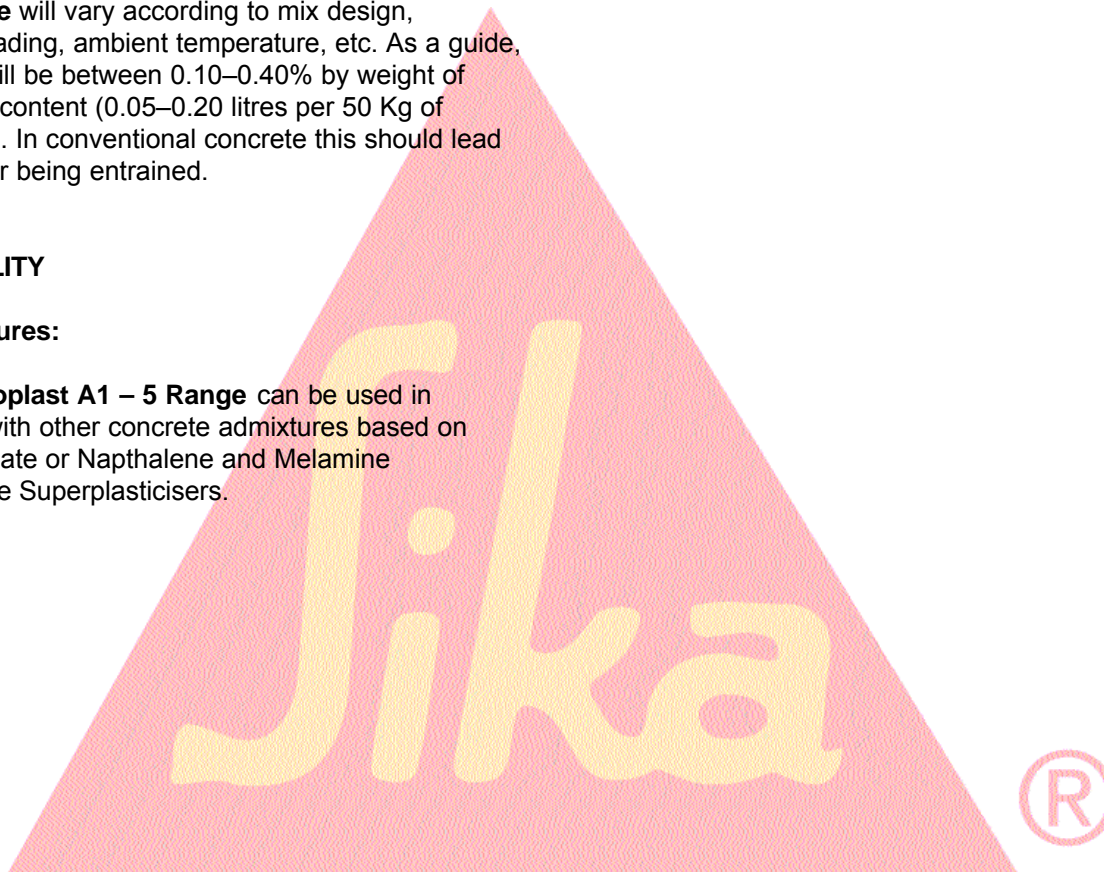 e will vary according to mix design,
ading, ambient temperature, etc. As a guide,
ill be between 0.10–0.40% by weight of
content (0.05–0.20 litres per 50 Kg of
. In conventional concrete this should lead
r being entrained.
LITY
ures:
oplast A1 – 5 Range can be used in
with other concrete admixtures based on
ate or Napthalene and Melamine
e Superplasticisers.
Sika
®